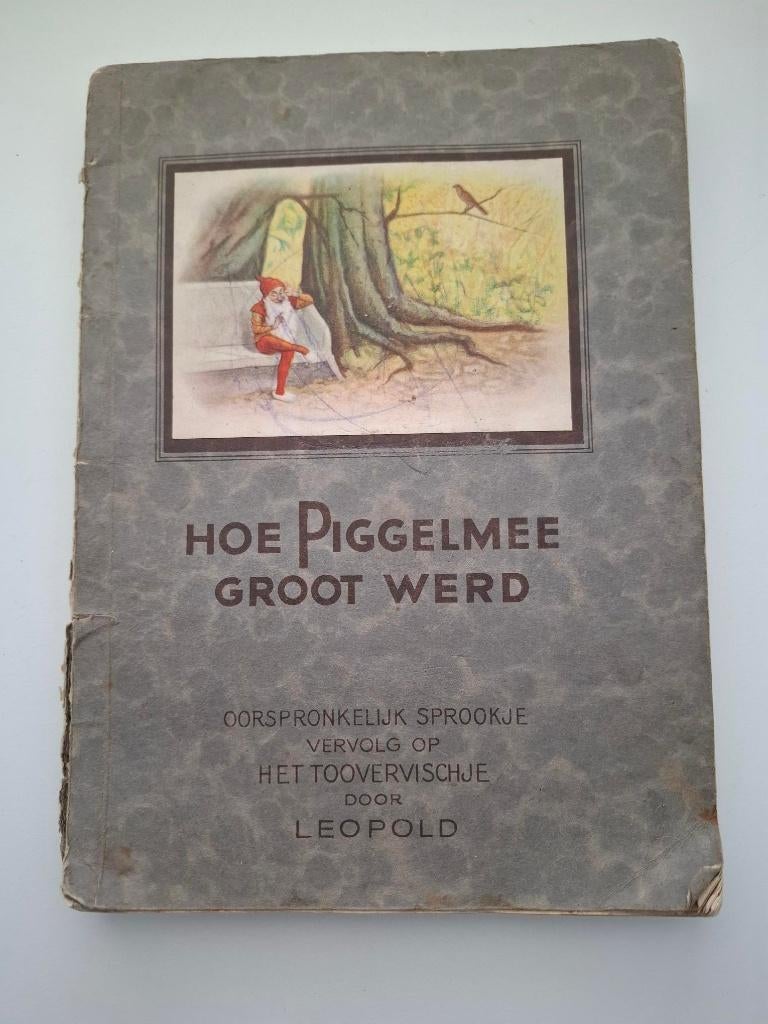 HOE PIGGELMEE
GROOT WERD
OORSPRONKELIJK SPROOKJE
VERVOLG OP
HET TOOVERVISCHJE
DOOR
LEOPOLD